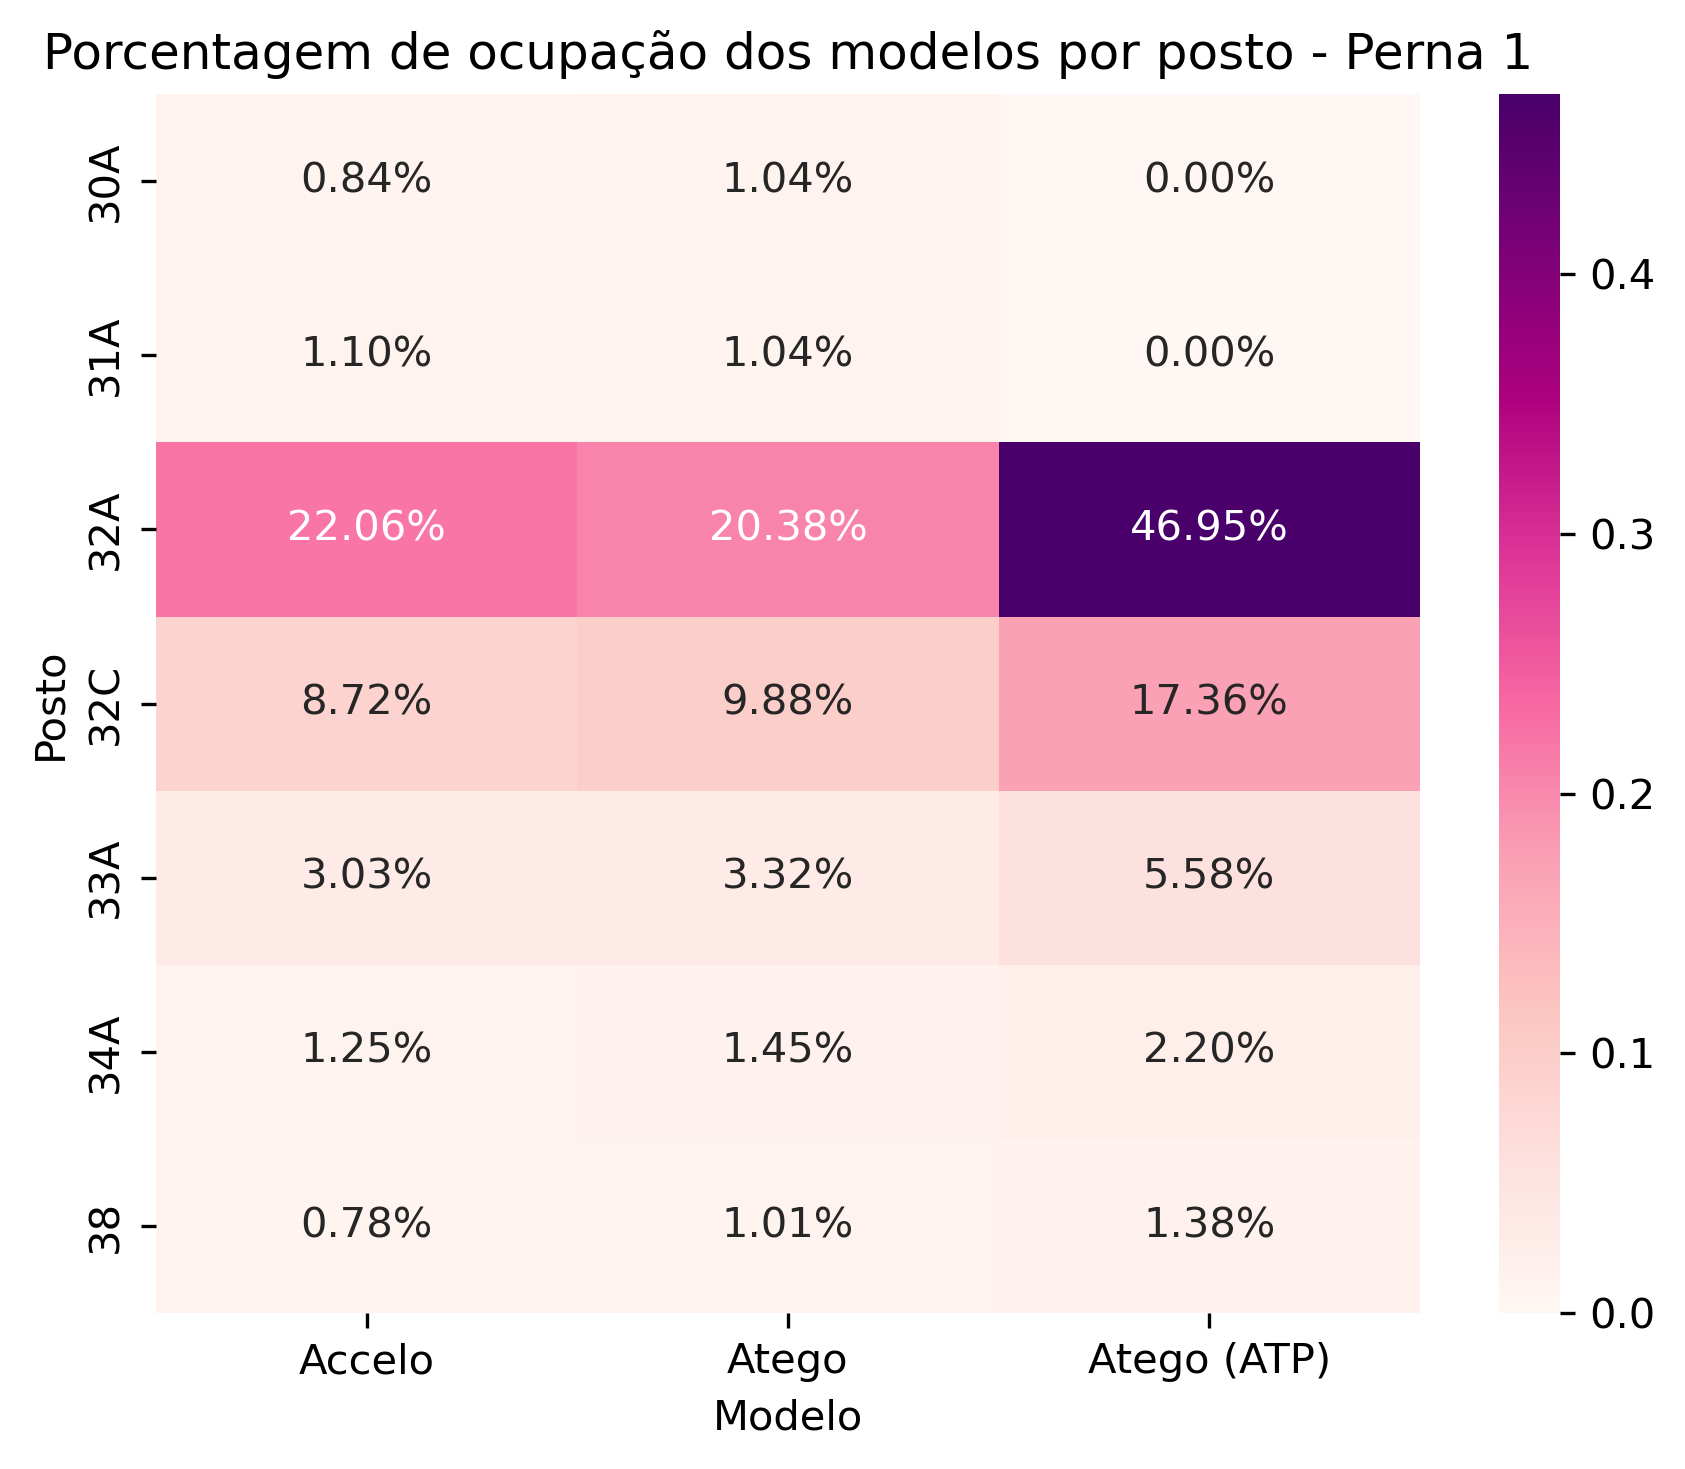 Porcentagem de ocupação dos modelos por posto - Perna 1
30A 0.84% 1.04% 0.00%
31A 1.10% 1.04% 0.00%
32A 22.06% 20.38% 46.95%
32C 8.72% 9.88% 17.36%
33A 3.03% 3.32% 5.58%
34A 1.25% 1.45% 2.20%
38 0.78% 1.01% 1.38%
Posto
Accelo Atego Atego (ATP)
Modelo
0.4
0.3
0.2
0.1
0.0